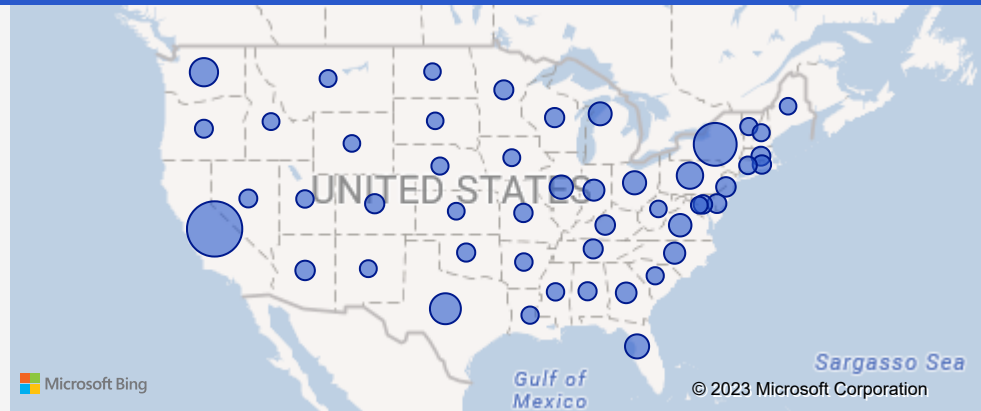 UNITED STATES
Sargasso Sea
Gulf of
Mexico
Microsoft Bing
© 2023 Microsoft Corporation